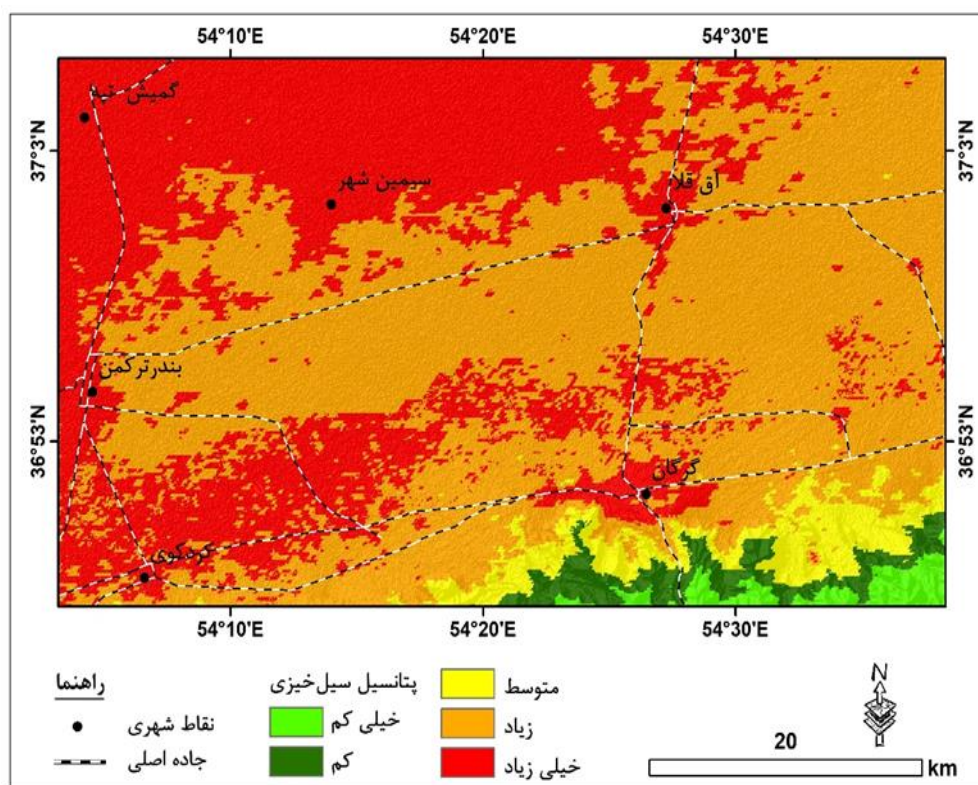 54°10'E 54°20'E 54°30'E
گمیش تپه
37°3'N 37°3'N
سیمین شهر
آق قلا
بندرترکمن
36°53'N 36°53'N
گرگان
کردکوی
54°10'E 54°20'E 54°30'E
راهنما
نقاط شهری
جاده اصلی
پتانسیل سیل‌خیزی
خیلی کم
کم
متوسط
زیاد
خیلی زیاد
N
20
km